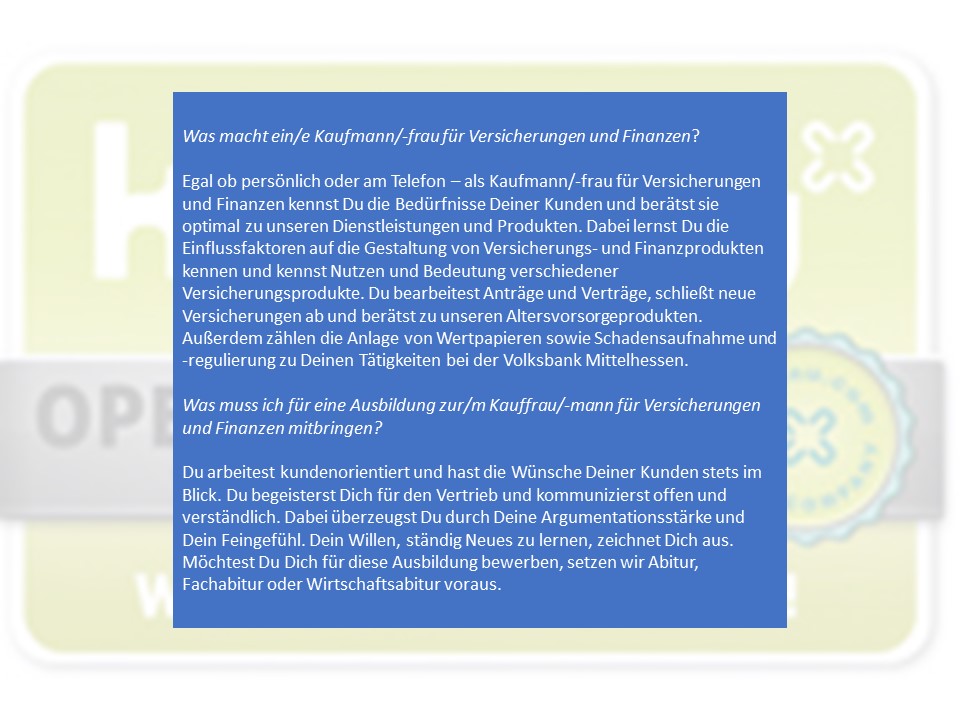 Was macht ein/e Kaufmann/-frau für Versicherungen und Finanzen?
Egal ob persönlich oder am Telefon – als Kaufmann/-frau für Versicherungen
und Finanzen kennst Du die Bedürfnisse Deiner Kunden und berätst sie
optimal zu unseren Dienstleistungen und Produkten. Dabei lernst Du die
Einflussfaktoren auf die Gestaltung von Versicherungs- und Finanzprodukten
kennen und kennst Nutzen und Bedeutung verschiedener
Versicherungsprodukte. Du bearbeitest Anträge und Verträge, schließt neue
Versicherungen ab und berätst zu unseren Altersvorsorgeprodukten.
Außerdem zählen die Anlage von Wertpapieren sowie Schadensaufnahme und
-regulierung zu Deinen Tätigkeiten bei der Volksbank Mittelhessen.
Was muss ich für eine Ausbildung zur/m Kauffrau/-mann für Versicherungen
und Finanzen mitbringen?
Du arbeitest kundenorientiert und hast die Wünsche Deiner Kunden stets im
Blick. Du begeisterst Dich für den Vertrieb und kommunizierst offen und
verständlich. Dabei überzeugst Du durch Deine Argumentationsstärke und
Dein Feingefühl. Dein Willen, ständig Neues zu lernen, zeichnet Dich aus.
Möchtest Du Dich für diese Ausbildung bewerben, setzen wir Abitur,
Fachabitur oder Wirtschaftsabitur voraus.